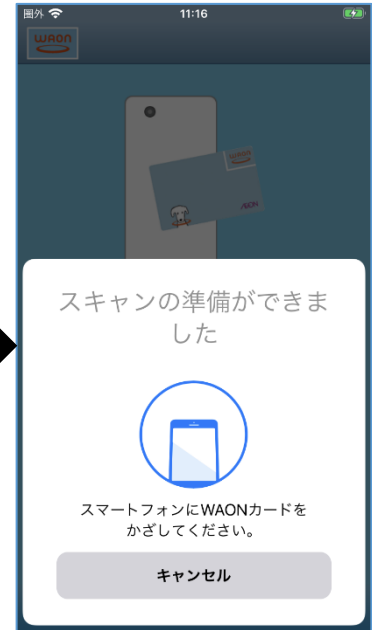 圏外 11:16
WAON
WAON
AEON
スキャンの準備ができま
した
スマートフォンにWAONカードを
かざしてください。
キャンセル